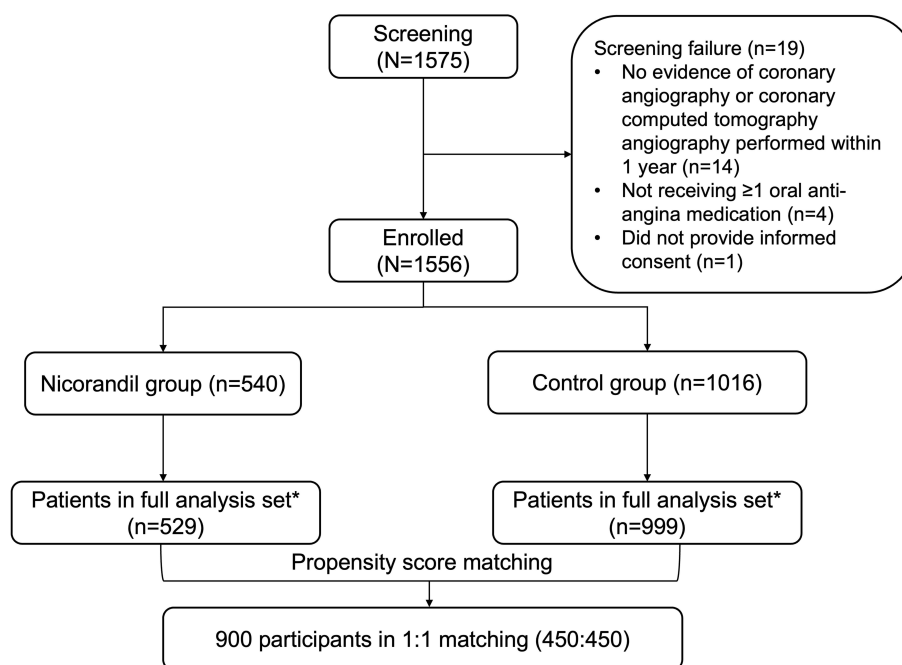 Screening
(N=1575)
Screening failure (n=19)
• No evidence of coronary
angiography or coronary
computed tomography
angiography performed within
1 year (n=14)
• Not receiving ≥1 oral anti-
angina medication (n=4)
• Did not provide informed
consent (n=1)
Enrolled
(N=1556)
Nicorandil group (n=540)
Control group (n=1016)
Patients in full analysis set*
(n=529)
Patients in full analysis set*
(n=999)
Propensity score matching
900 participants in 1:1 matching (450:450)